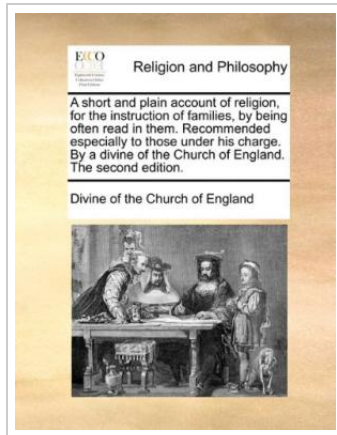 ECCO
Religion and Philosophy
A short and plain account of religion,
for the instruction of families, by being
often read in them. Recommended
especially to those under his charge.
By a divine of the Church of England.
The second edition.
Divine of the Church of England